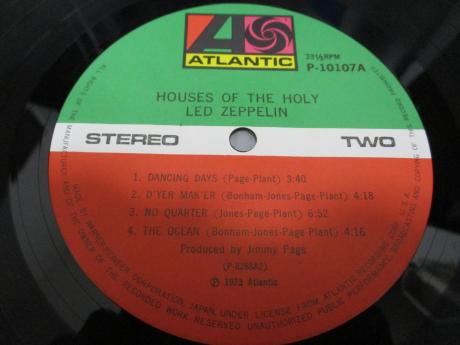 ATLANTIC
33⅓RPM
P-10107A
HOUSES OF THE HOLY
LED ZEPPELIN
STEREO
TWO
1. DANCING DAYS (Page-Plant) 3:40
2. D'YER MAK'ER (Bonham-Jones-Page-Plant) 4:18
3. NO QUARTER (Jones-Page-Plant) 6:52
4. THE OCEAN (Bonham-Jones-Page-Plant) 4:16
Produced by Jimmy Page
(P-8288A2)
Ⓟ 1973 Atlantic
ALL RIGHTS OF THE MANUFACTURER AND OF THE OWNER OF THE RECORDED WORK RESERVED UNAUTHORIZED PUBLIC PERFORMANCE, BROADCASTING AND COPYING OF THIS RECORD PROHIBITED
MADE BY WARNER-PIONEER CORPORATION, JAPAN, UNDER LICENSE FROM ATLANTIC RECORDING CORP., U.S.A.